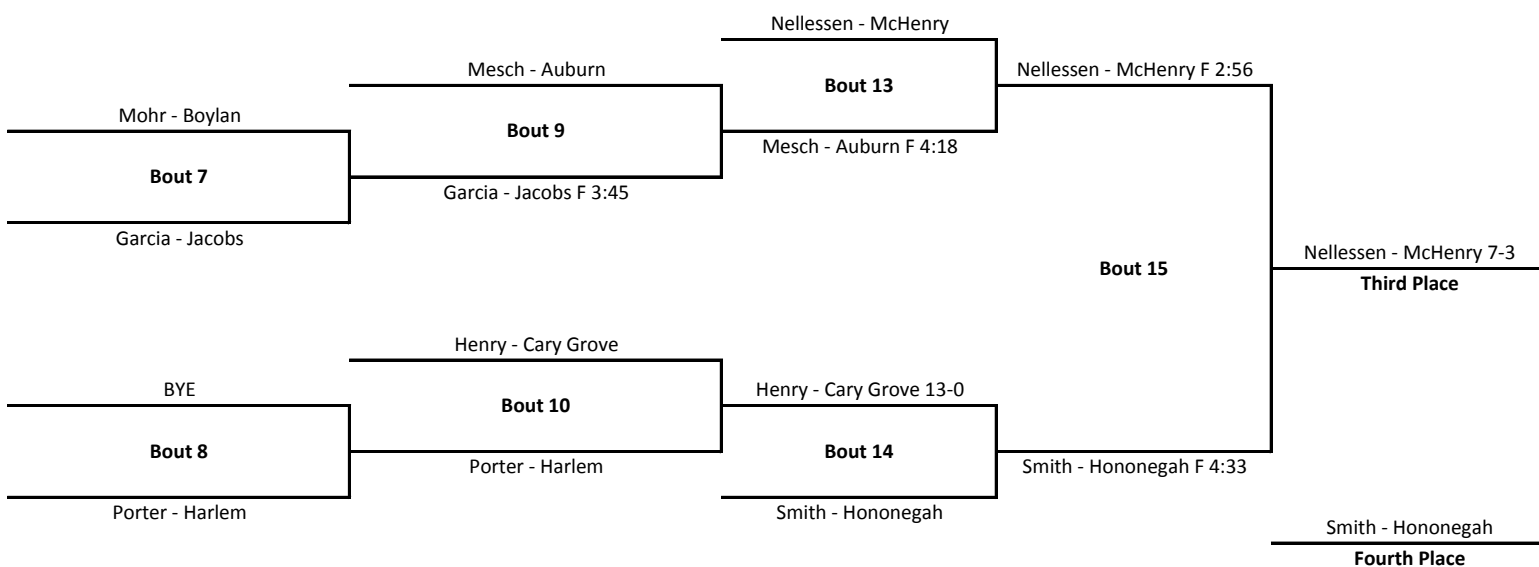 Nellessen - McHenry
Mesch - Auburn
Nellessen - McHenry F 2:56
Bout 13
Mohr - Boylan
Bout 9
Mesch - Auburn F 4:18
Bout 7
Garcia - Jacobs F 3:45
Garcia - Jacobs
Nellessen - McHenry 7-3
Bout 15
Third Place
Henry - Cary Grove
BYE
Henry - Cary Grove 13-0
Bout 10
Bout 8
Bout 14
Porter - Harlem
Smith - Hononegah F 4:33
Porter - Harlem
Smith - Hononegah
Smith - Hononegah
Fourth Place